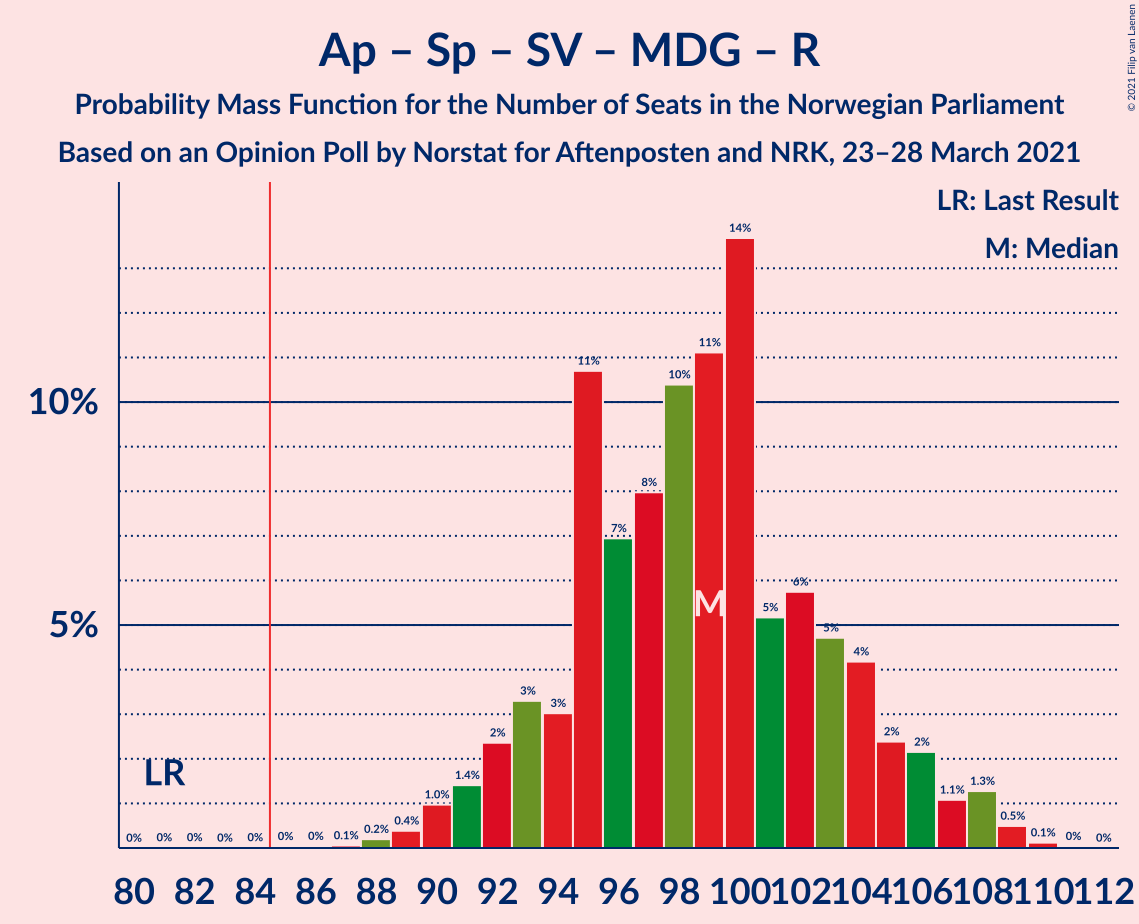 Ap – Sp – SV – MDG – R
Probability Mass Function for the Number of Seats in the Norwegian Parliament
Based on an Opinion Poll by Norstat for Aftenposten and NRK, 23–28 March 2021
© 2021 Filip van Laenen
LR: Last Result
M: Median
10%
5%
LR
M
0% 0% 0% 0% 0% 0% 0% 0.1% 0.2% 0.4% 1.0% 1.4% 2% 3% 3% 11% 7% 8% 10% 11% 14% 5% 6% 5% 4% 2% 2% 1.1% 1.3% 0.5% 0.1% 0% 0%
80 82 84 86 88 90 92 94 96 98 100 102 104 106 108 110 112